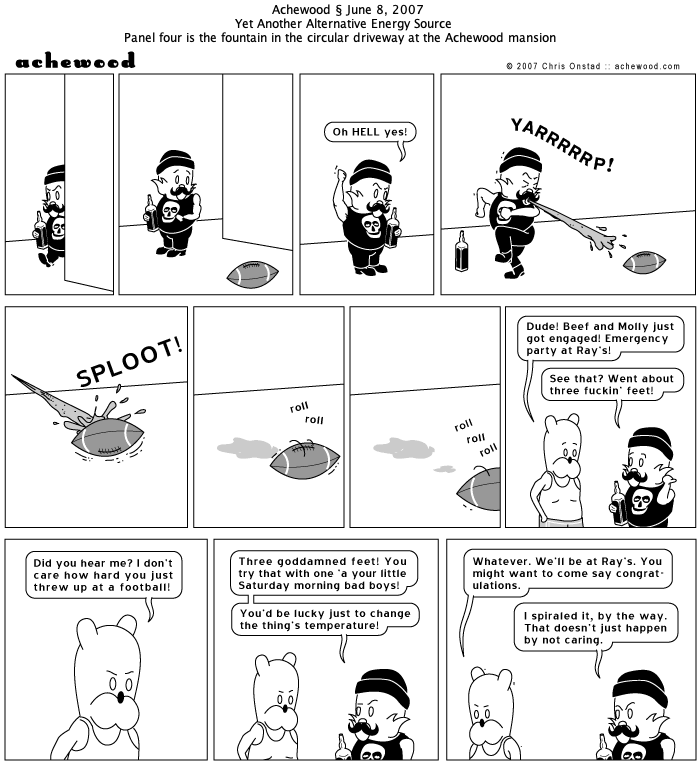 Achewood § June 8, 2007
Yet Another Alternative Energy Source
Panel four is the fountain in the circular driveway at the Achewood mansion
achewood
© 2007 Chris Onstad :: achewood.com
Oh HELL yes!
YARRRRRP!
SPLOOT!
roll
roll
roll
roll
roll
Dude! Beef and Molly just
got engaged! Emergency
party at Ray's!
See that? Went about
three fuckin' feet!
Did you hear me? I don't
care how hard you just
threw up at a football!
Three goddamned feet! You
try that with one 'a your little
Saturday morning bad boys!
You'd be lucky just to change
the thing's temperature!
Whatever. We'll be at Ray's. You
might want to come say congrat-
ulations.
I spiraled it, by the way.
That doesn't just happen
by not caring.